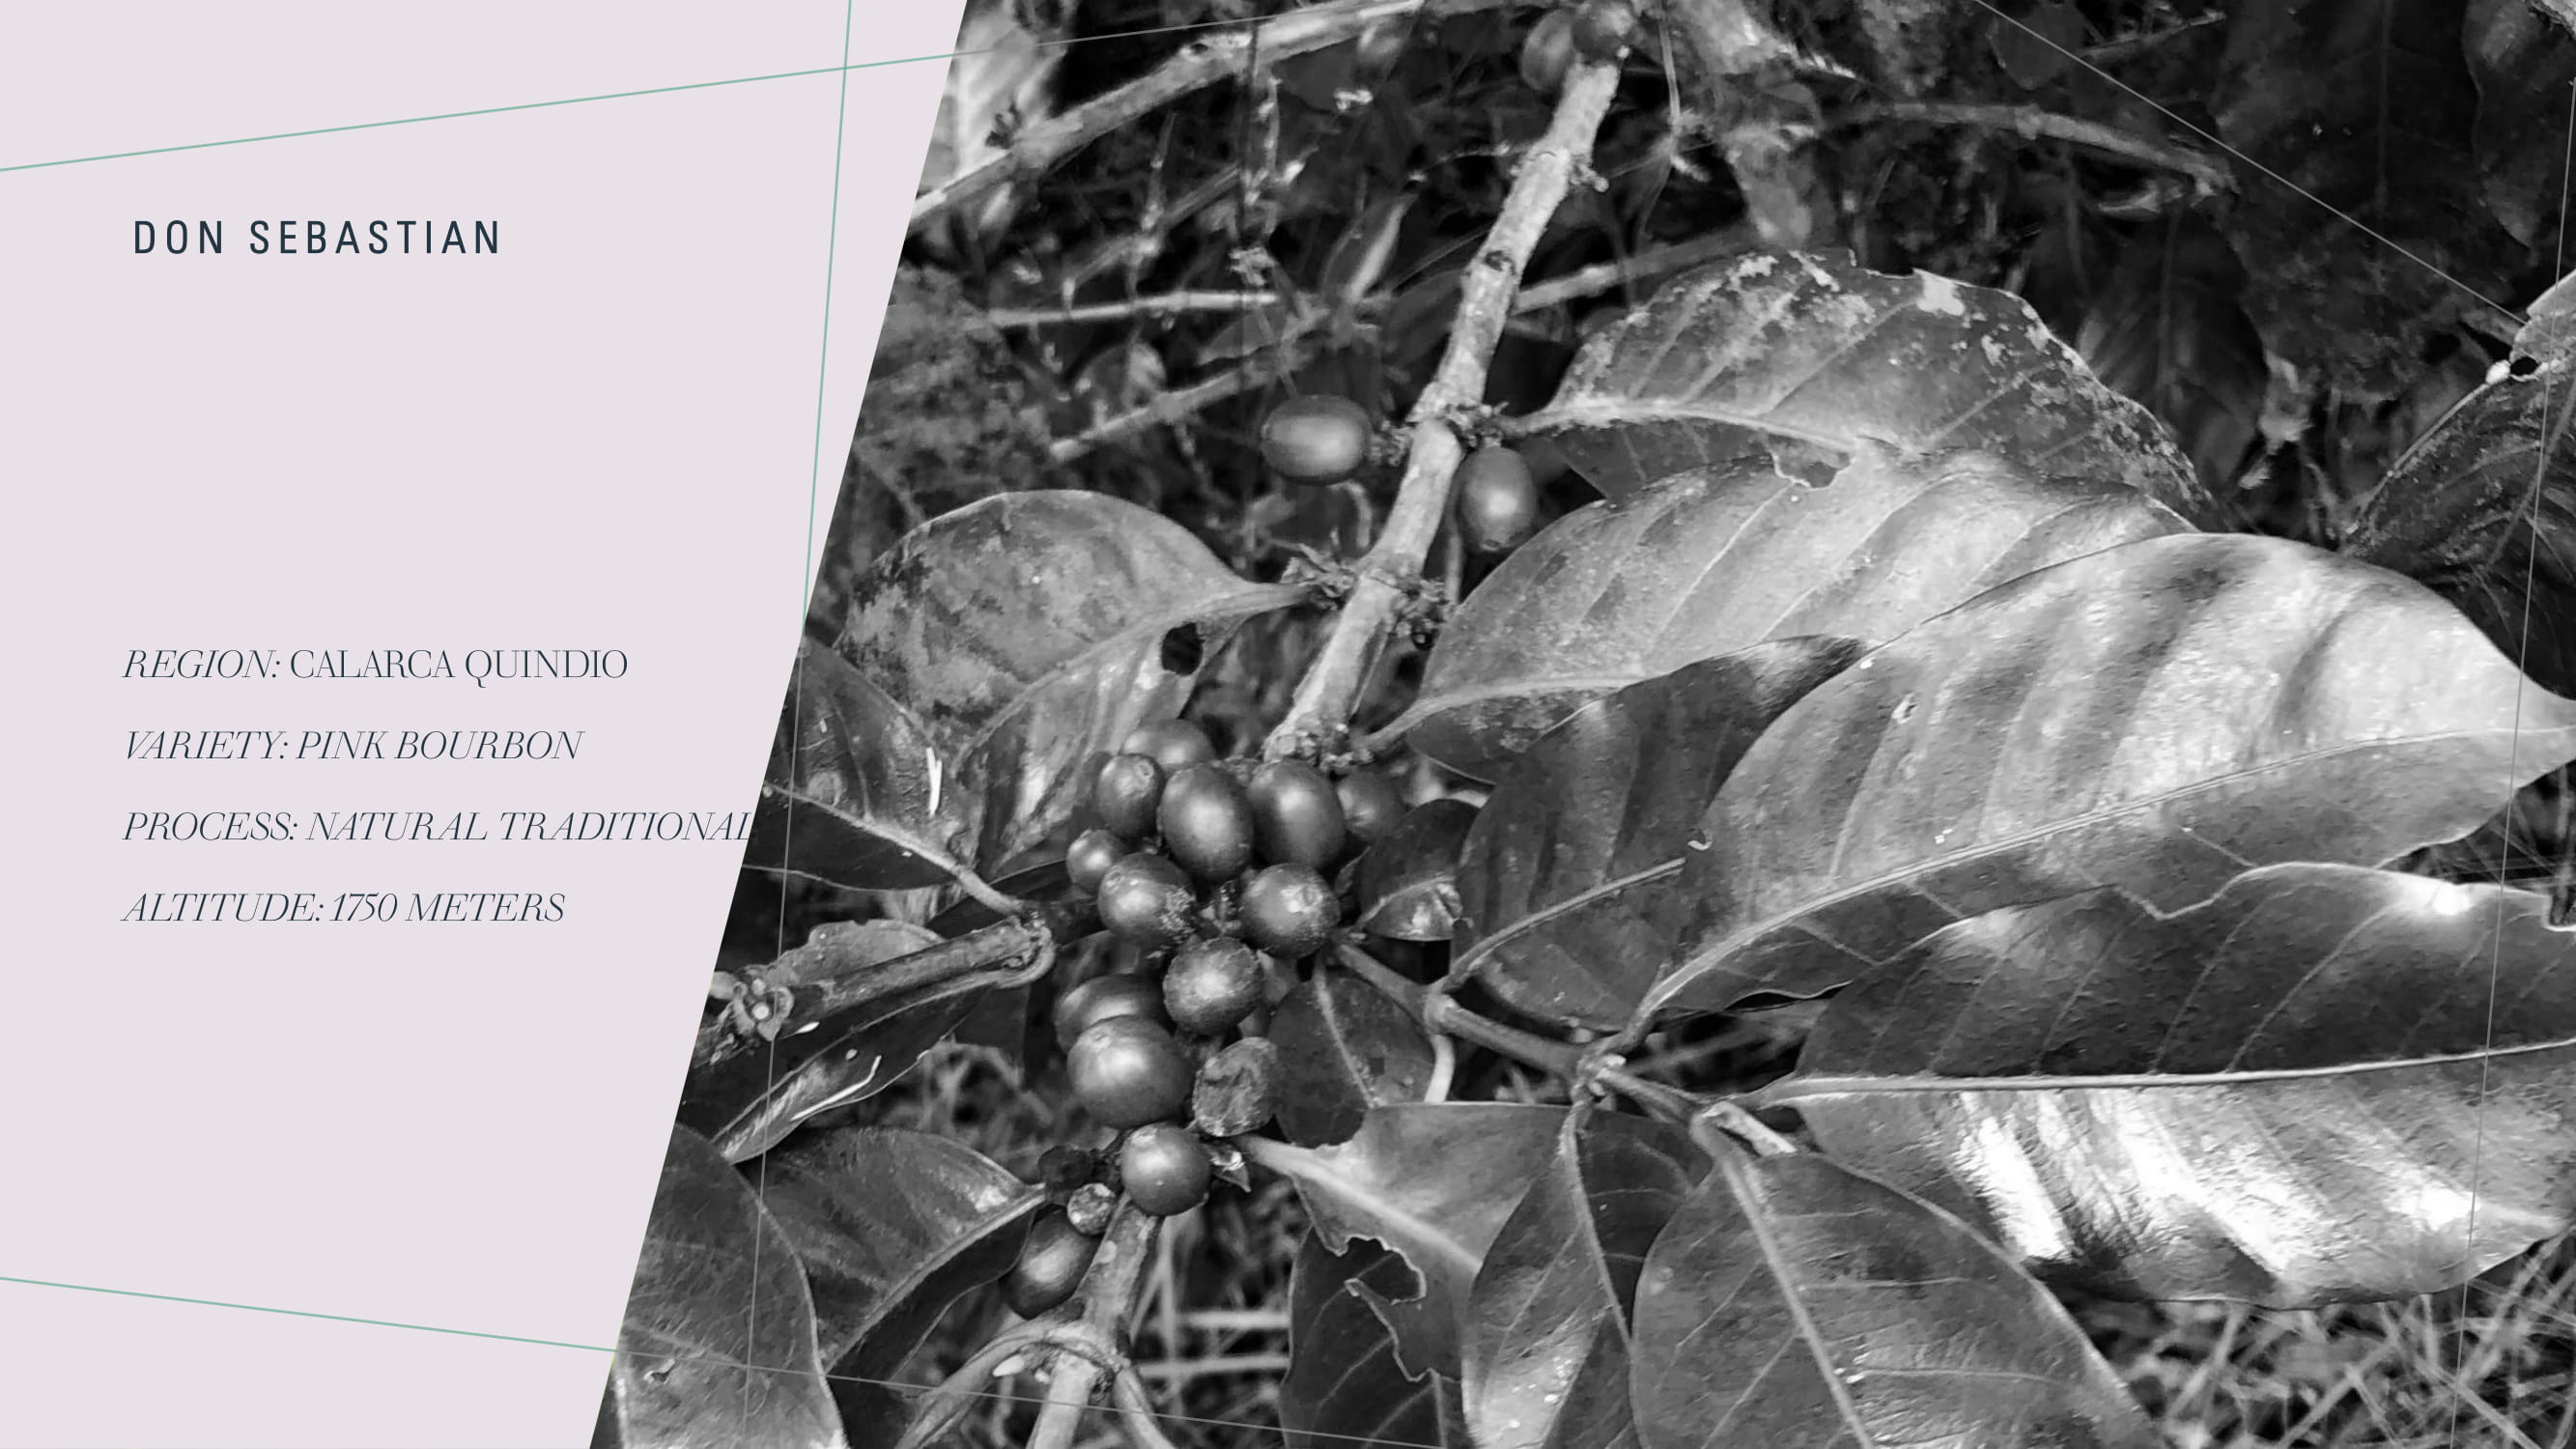 DON SEBASTIAN
REGION: CALARCA QUINDIO
VARIETY: PINK BOURBON
PROCESS: NATURAL TRADITIONAL
ALTITUDE: 1750 METERS